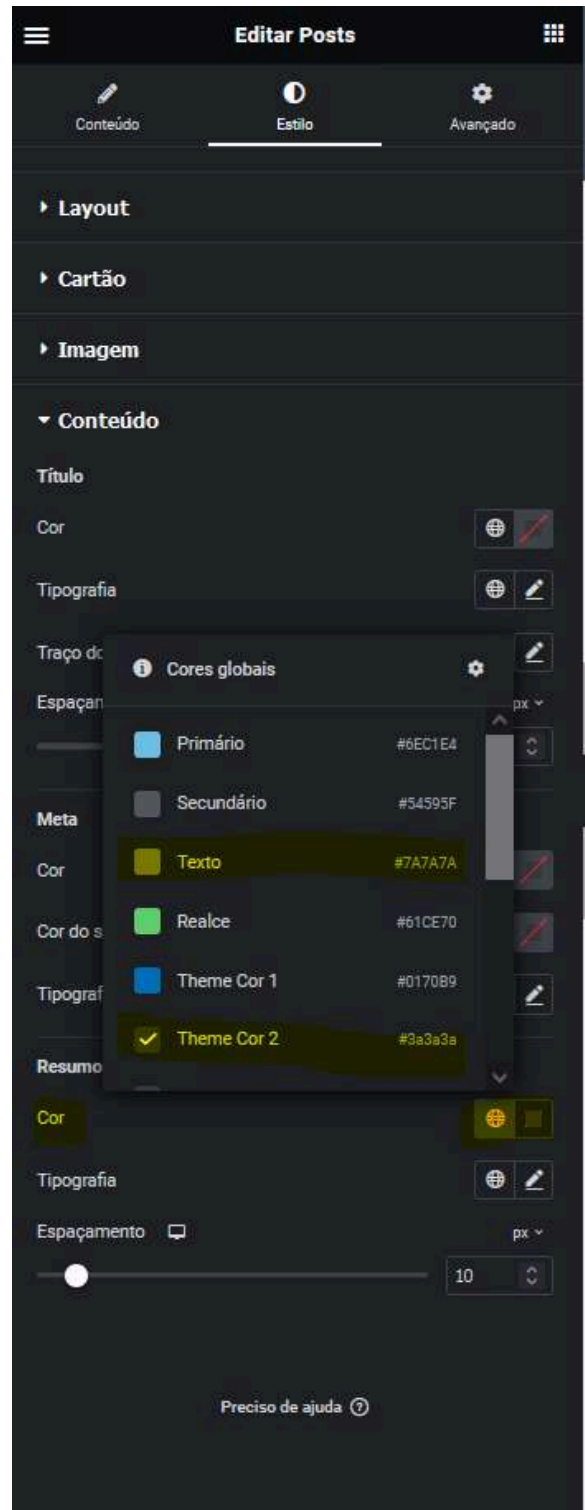 Editar Posts
Conteúdo Estilo Avançado
Layout
Cartão
Imagem
Conteúdo
Título
Cor
Tipografia
Traço do
Espaçan px
Cores globais
Primário #6EC1E4
Secundário #54595F
Texto #7A7A7A
Realce #61CE70
Theme Cor 1 #0170B9
Theme Cor 2 #3a3a3a
Meta
Cor
Cor do s
Tipograf
Resumo
Cor
Tipografia
Espaçamento px
10
Preciso de ajuda